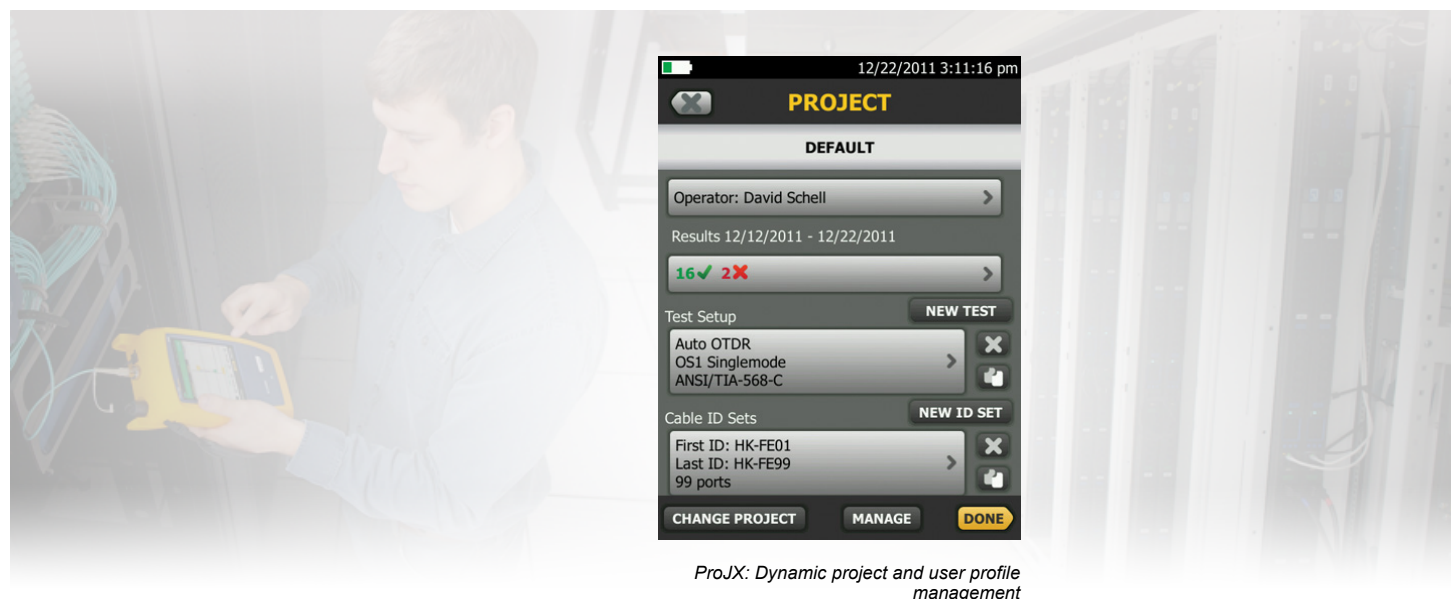 12/22/2011 3:11:16 pm
PROJECT
DEFAULT
Operator: David Schell
Results 12/12/2011 - 12/22/2011
16 2
NEW TEST
Test Setup
Auto OTDR
OS1 Singlemode
ANSI/TIA-568-C
NEW ID SET
Cable ID Sets
First ID: HK-FE01
Last ID: HK-FE99
99 ports
CHANGE PROJECT MANAGE DONE
ProJX: Dynamic project and user profile
management